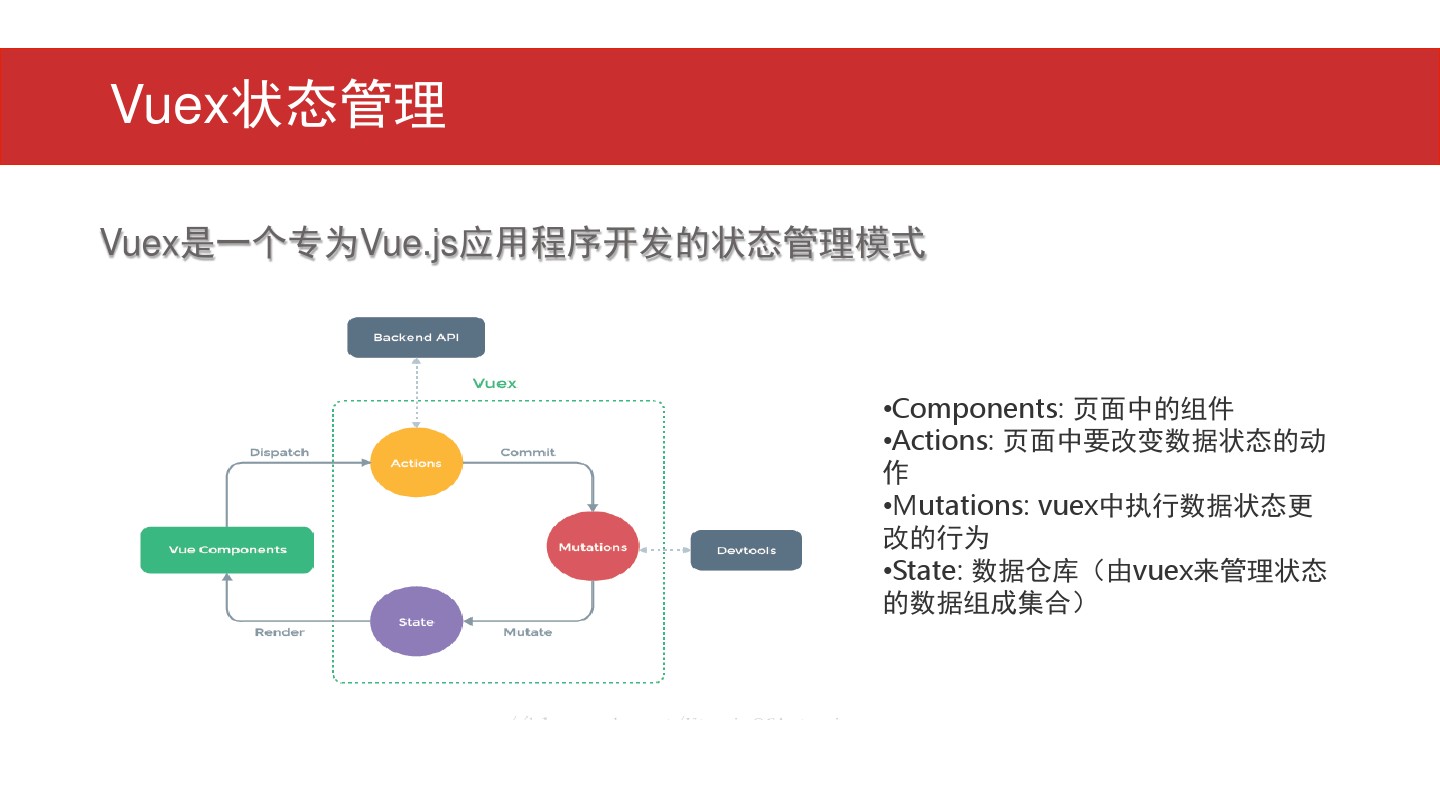 Vuex状态管理
Vuex是一个专为Vue.js应用程序开发的状态管理模式
Backend API
Vuex
Dispatch
Commit
Actions
Vue Components
Mutations
Devtools
State
Render
Mutate
•Components: 页面中的组件
•Actions: 页面中要改变数据状态的动
作
•Mutations: vuex中执行数据状态更
改的行为
•State: 数据仓库（由vuex来管理状态
的数据组成集合）